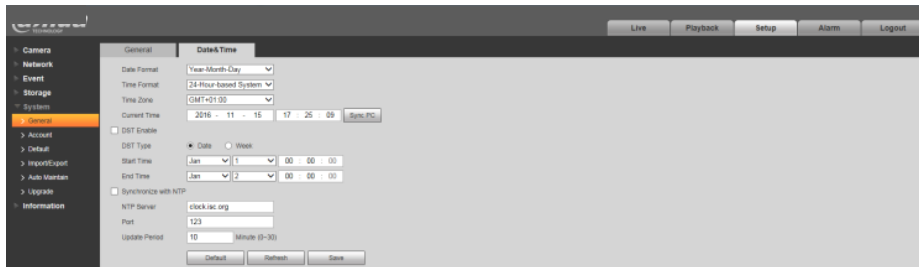 alhua
TECHNOLOGY
Live Playback Setup Alarm Logout
Camera
Network
Event
Storage
System
General
Account
Default
Import/Export
Auto Maintain
Upgrade
Information
General Date&Time
Date Format Year-Month-Day
Time Format 24-Hour-based System
Time Zone GMT+01:00
Current Time 2016 - 11 - 15 17 : 25 : 09 Sync PC
DST Enable
DST Type Date Week
Start Time Jan 1 00 : 00 : 00
End Time Jan 2 00 : 00 : 00
Synchronize with NTP
NTP Server clock.isc.org
Port 123
Update Period 10 Minute (0~30)
Default Refresh Save